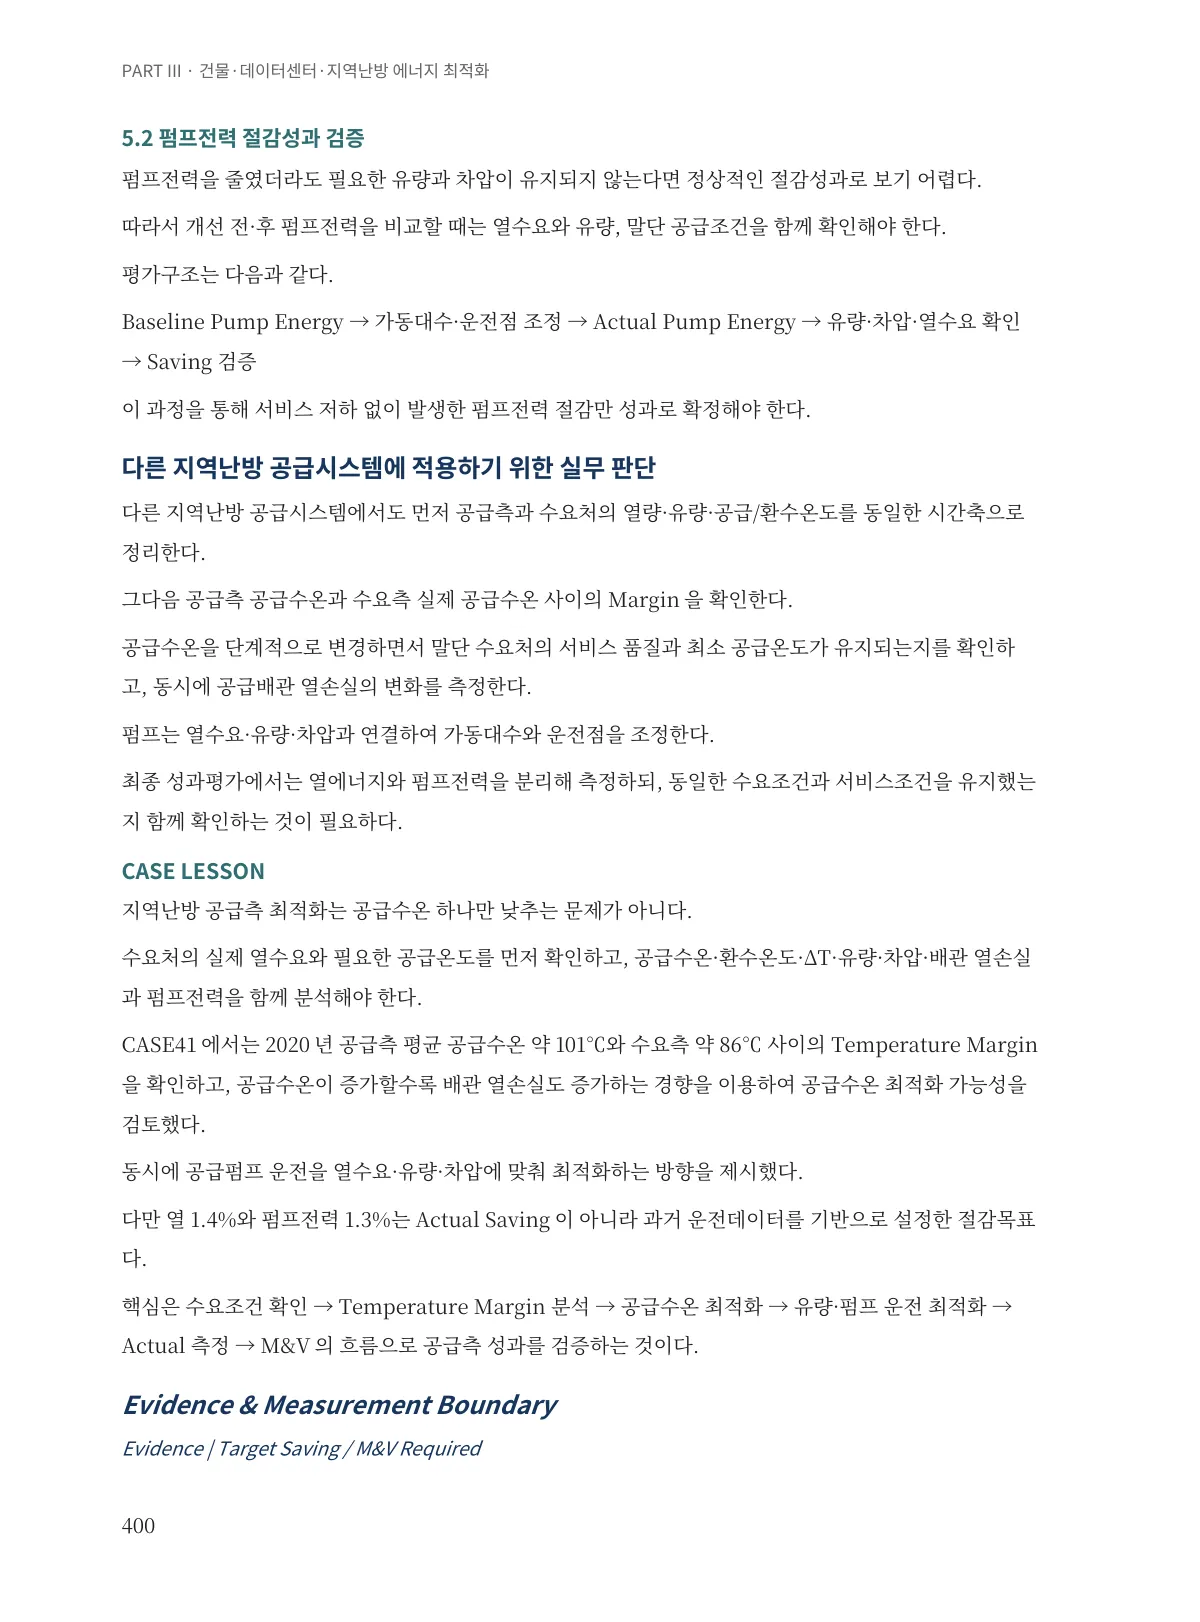 PART III · 건물·데이터센터·지역난방 에너지 최적화
5.2 펌프전력 절감성과 검증
펌프전력을 줄였더라도 필요한 유량과 차압이 유지되지 않는다면 정상적인 절감성과로 보기 어렵다.
따라서 개선 전·후 펌프전력을 비교할 때는 열수요와 유량, 말단 공급조건을 함께 확인해야 한다.
평가구조는 다음과 같다.
Baseline Pump Energy → 가동대수·운전점 조정 → Actual Pump Energy → 유량·차압·열수요 확인
→ Saving 검증
이 과정을 통해 서비스 저하 없이 발생한 펌프전력 절감만 성과로 확정해야 한다.
다른 지역난방 공급시스템에 적용하기 위한 실무 판단
다른 지역난방 공급시스템에서도 먼저 공급측과 수요처의 열량·유량·공급/환수온도를 동일한 시간축으로
정리한다.
그다음 공급측 공급수온과 수요측 실제 공급수온 사이의 Margin 을 확인한다.
공급수온을 단계적으로 변경하면서 말단 수요처의 서비스 품질과 최소 공급온도가 유지되는지를 확인하
고, 동시에 공급배관 열손실의 변화를 측정한다.
펌프는 열수요·유량·차압과 연결하여 가동대수와 운전점을 조정한다.
최종 성과평가에서는 열에너지와 펌프전력을 분리해 측정하되, 동일한 수요조건과 서비스조건을 유지했는
지 함께 확인하는 것이 필요하다.
CASE LESSON
지역난방 공급측 최적화는 공급수온 하나만 낮추는 문제가 아니다.
수요처의 실제 열수요와 필요한 공급온도를 먼저 확인하고, 공급수온·환수온도·ΔT·유량·차압·배관 열손실
과 펌프전력을 함께 분석해야 한다.
CASE41 에서는 2020 년 공급측 평균 공급수온 약 101℃와 수요측 약 86℃ 사이의 Temperature Margin
을 확인하고, 공급수온이 증가할수록 배관 열손실도 증가하는 경향을 이용하여 공급수온 최적화 가능성을
검토했다.
동시에 공급펌프 운전을 열수요·유량·차압에 맞춰 최적화하는 방향을 제시했다.
다만 열 1.4%와 펌프전력 1.3%는 Actual Saving 이 아니라 과거 운전데이터를 기반으로 설정한 절감목표
다.
핵심은 수요조건 확인 → Temperature Margin 분석 → 공급수온 최적화 → 유량·펌프 운전 최적화 →
Actual 측정 → M&V 의 흐름으로 공급측 성과를 검증하는 것이다.
Evidence & Measurement Boundary
Evidence | Target Saving / M&V Required
400